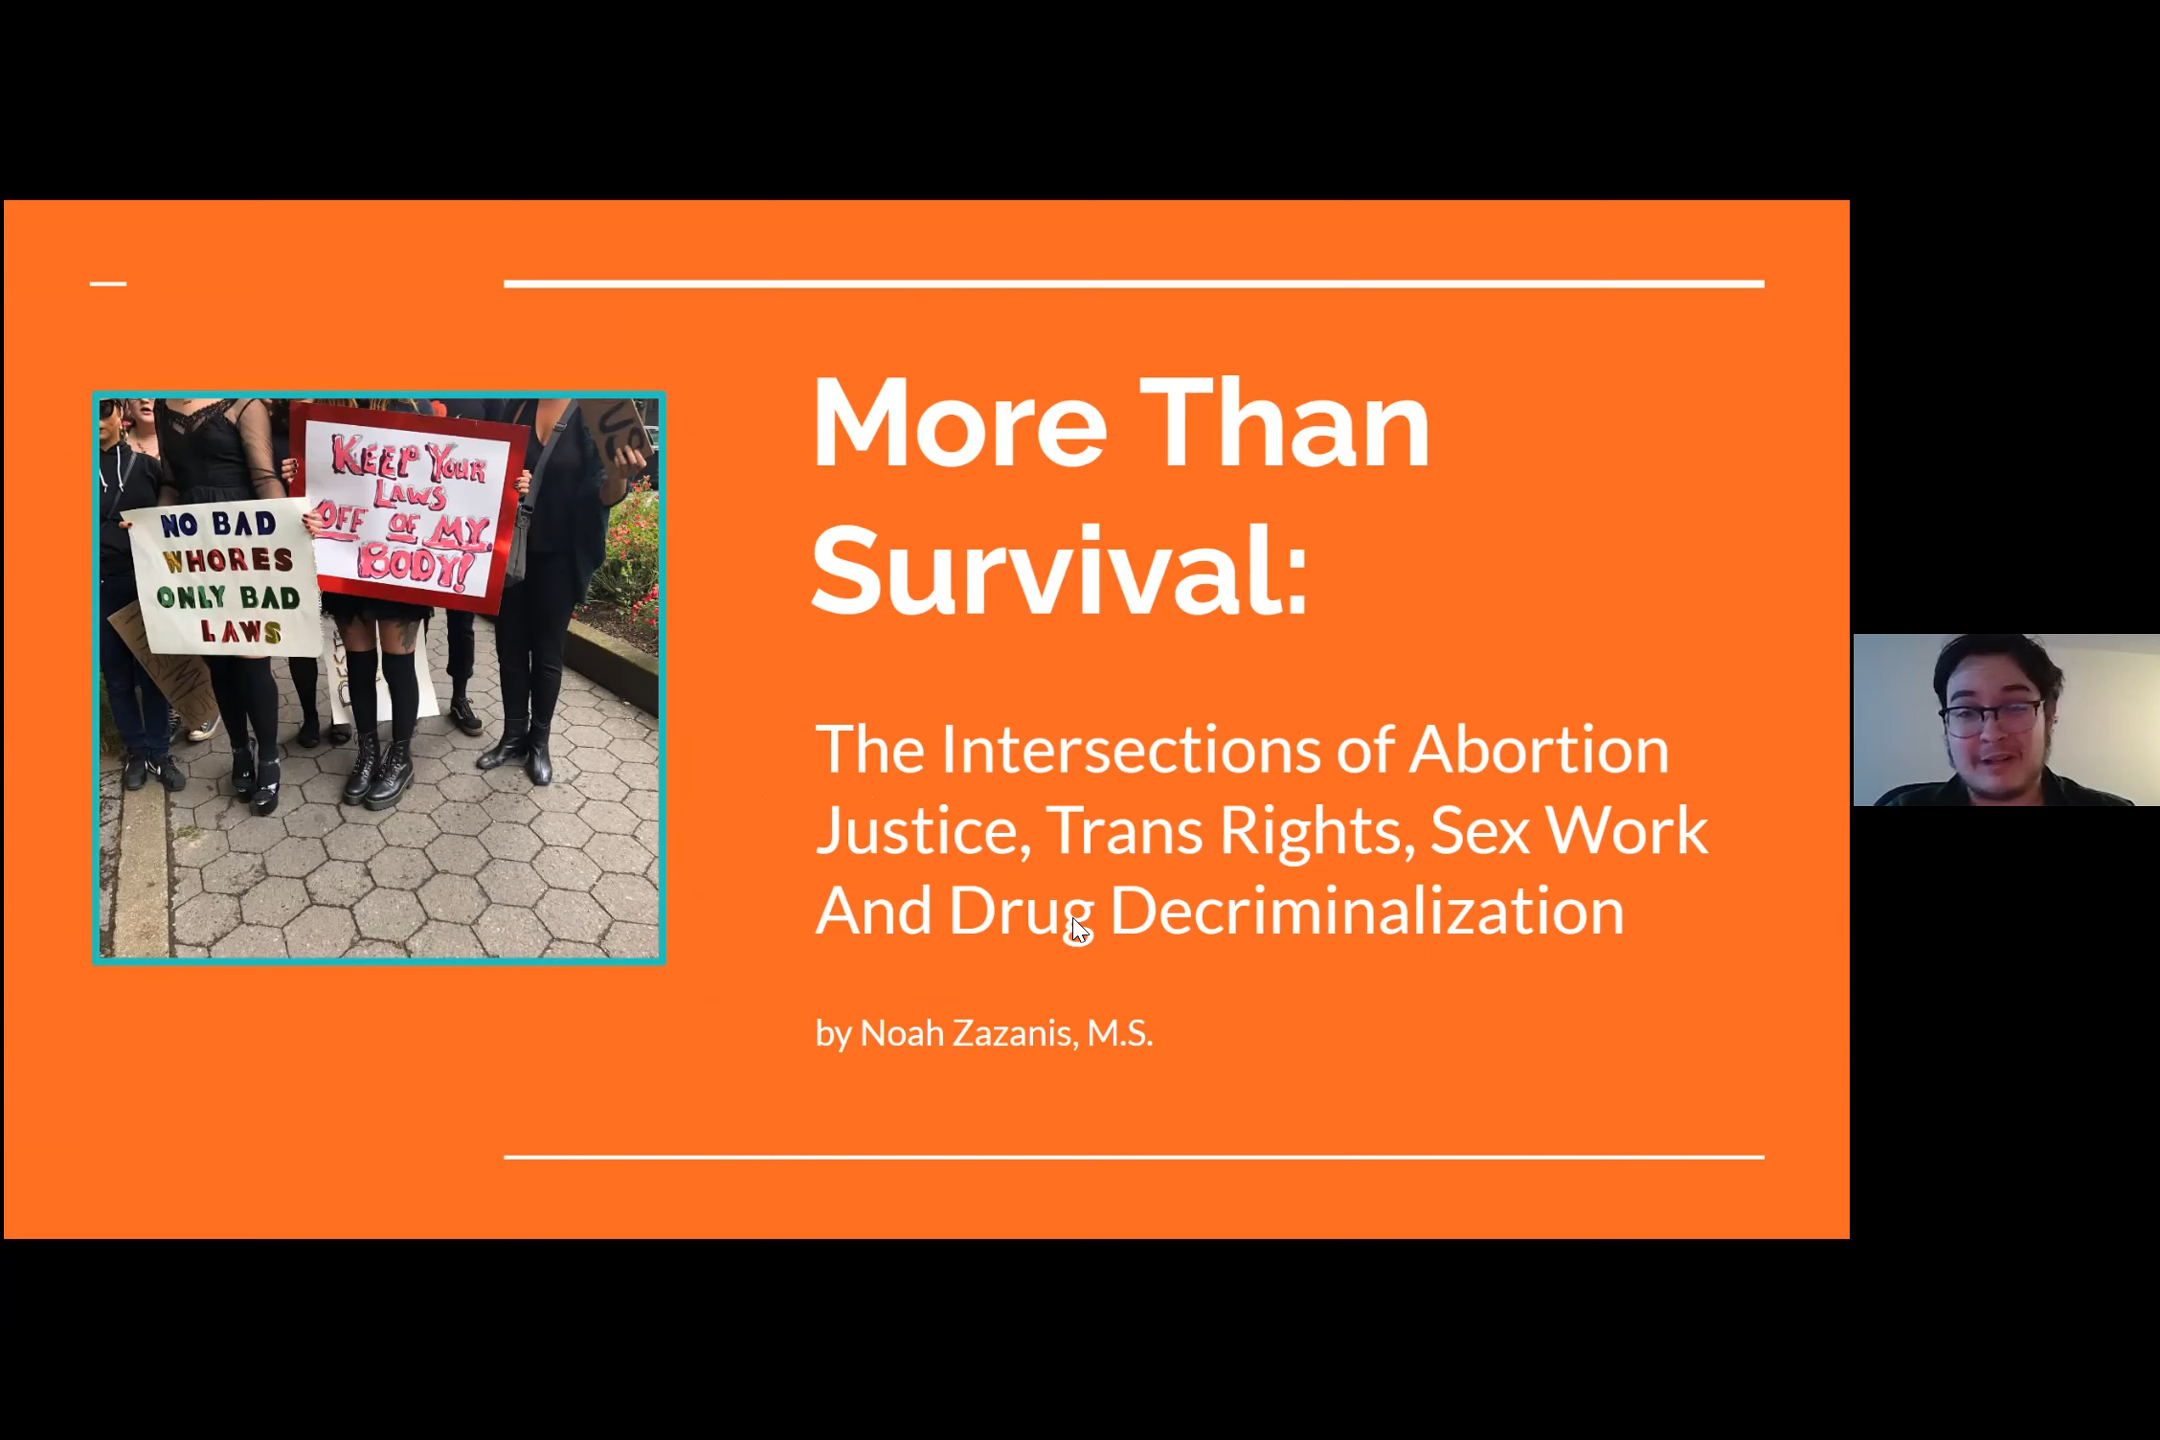 NO BAD
WHORES
ONLY BAD
LAWS
KEEP YOUR
LAWS
OFF OF MY
BODY!
More Than
Survival:
The Intersections of Abortion
Justice, Trans Rights, Sex Work
And Drug Decriminalization
by Noah Zazanis, M.S.